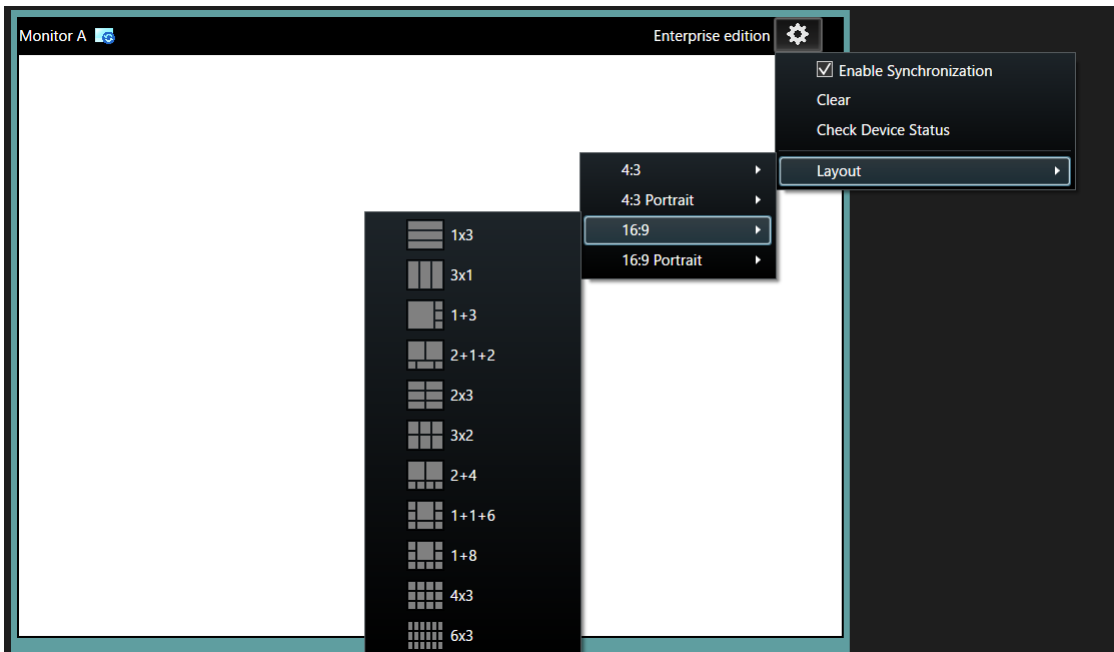 Monitor A
Enterprise edition
Enable Synchronization
Clear
Check Device Status
Layout
4:3
4:3 Portrait
16:9
16:9 Portrait
1x3
3x1
1+3
2+1+2
2x3
3x2
2+4
1+1+6
1+8
4x3
6x3